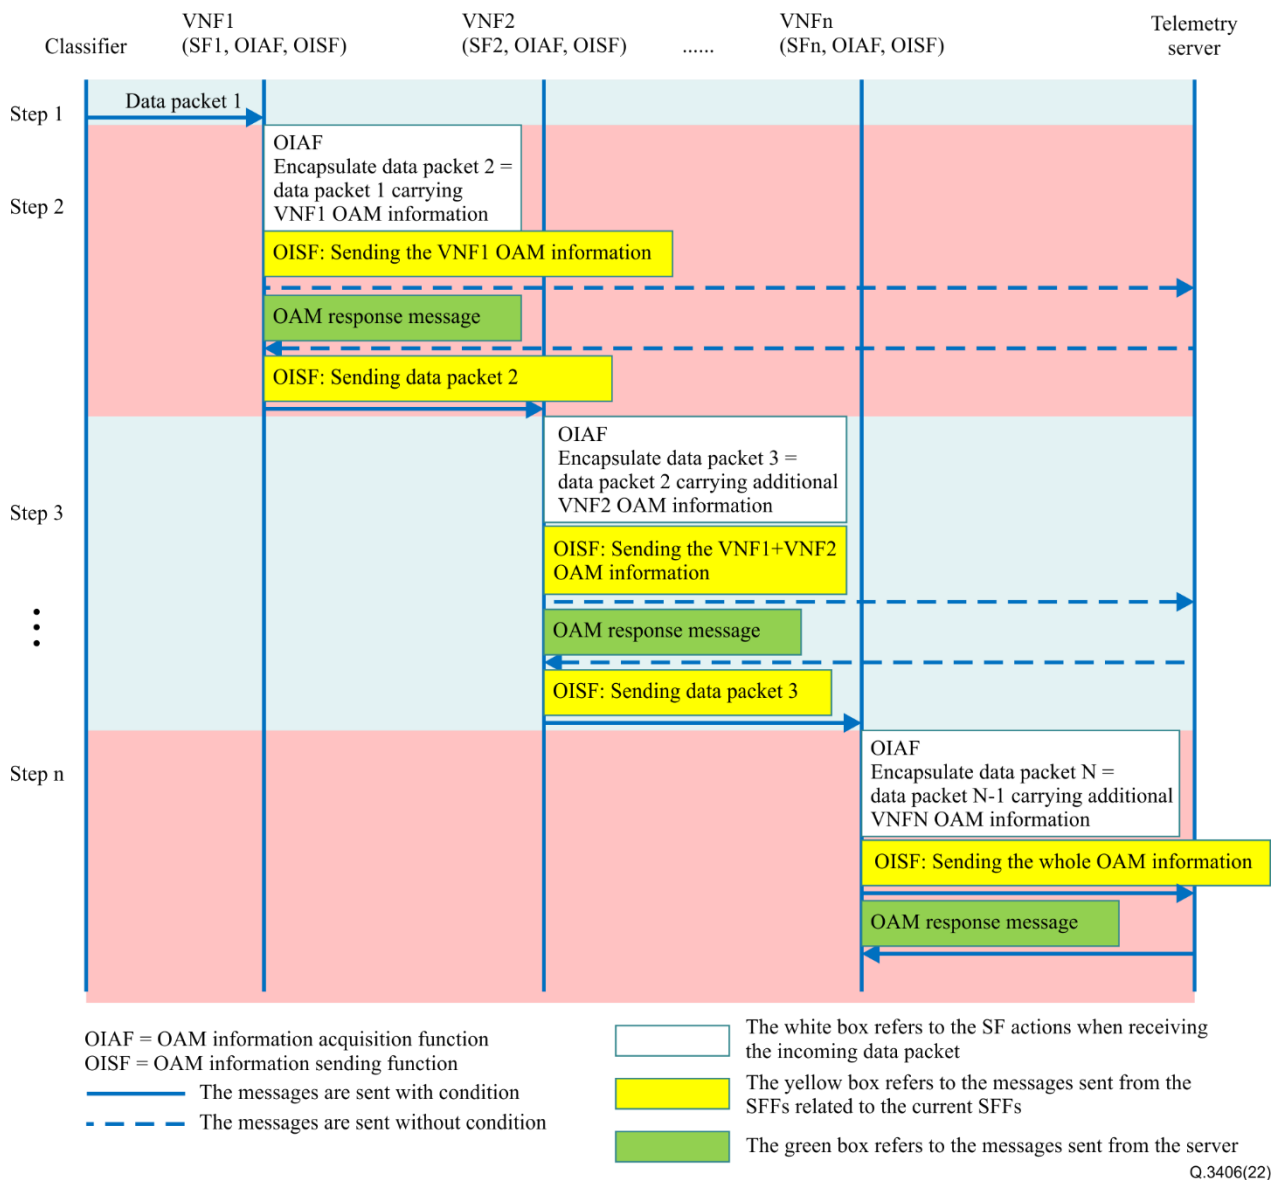 Classifier
VNF1
(SF1, OIAF, OISF)
VNF2
(SF2, OIAF, OISF)
......
VNFn
(SFn, OIAF, OISF)
Telemetry
server
Step 1
Data packet 1
Step 2
OIAF
Encapsulate data packet 2 =
data packet 1 carrying
VNF1 OAM information
OISF: Sending the VNF1 OAM information
OAM response message
OISF: Sending data packet 2
Step 3
OIAF
Encapsulate data packet 3 =
data packet 2 carrying additional
VNF2 OAM information
OISF: Sending the VNF1+VNF2
OAM information
OAM response message
OISF: Sending data packet 3
Step n
OIAF
Encapsulate data packet N =
data packet N-1 carrying additional
VNFN OAM information
OISF: Sending the whole OAM information
OAM response message
OIAF = OAM information acquisition function
OISF = OAM information sending function
The messages are sent with condition
The messages are sent without condition
The white box refers to the SF actions when receiving
the incoming data packet
The yellow box refers to the messages sent from the
SFFs related to the current SFFs
The green box refers to the messages sent from the server
Q.3406(22)